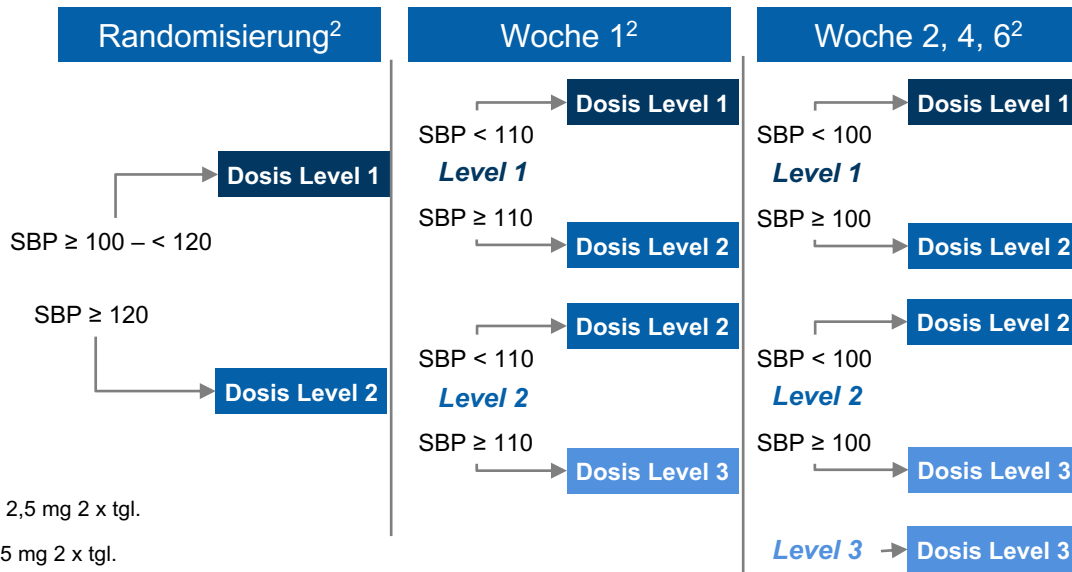 Randomisierung²
SBP ≥ 100 – < 120
Dosis Level 1
SBP ≥ 120
Dosis Level 2
2,5 mg 2 x tgl.
5 mg 2 x tgl.
Woche 1²
Dosis Level 1
SBP < 110
Level 1
SBP ≥ 110
Dosis Level 2
Dosis Level 2
SBP < 110
Level 2
SBP ≥ 110
Dosis Level 3
Woche 2, 4, 6²
Dosis Level 1
SBP < 100
Level 1
SBP ≥ 100
Dosis Level 2
Dosis Level 2
SBP < 100
Level 2
SBP ≥ 100
Dosis Level 3
Level 3
Dosis Level 3